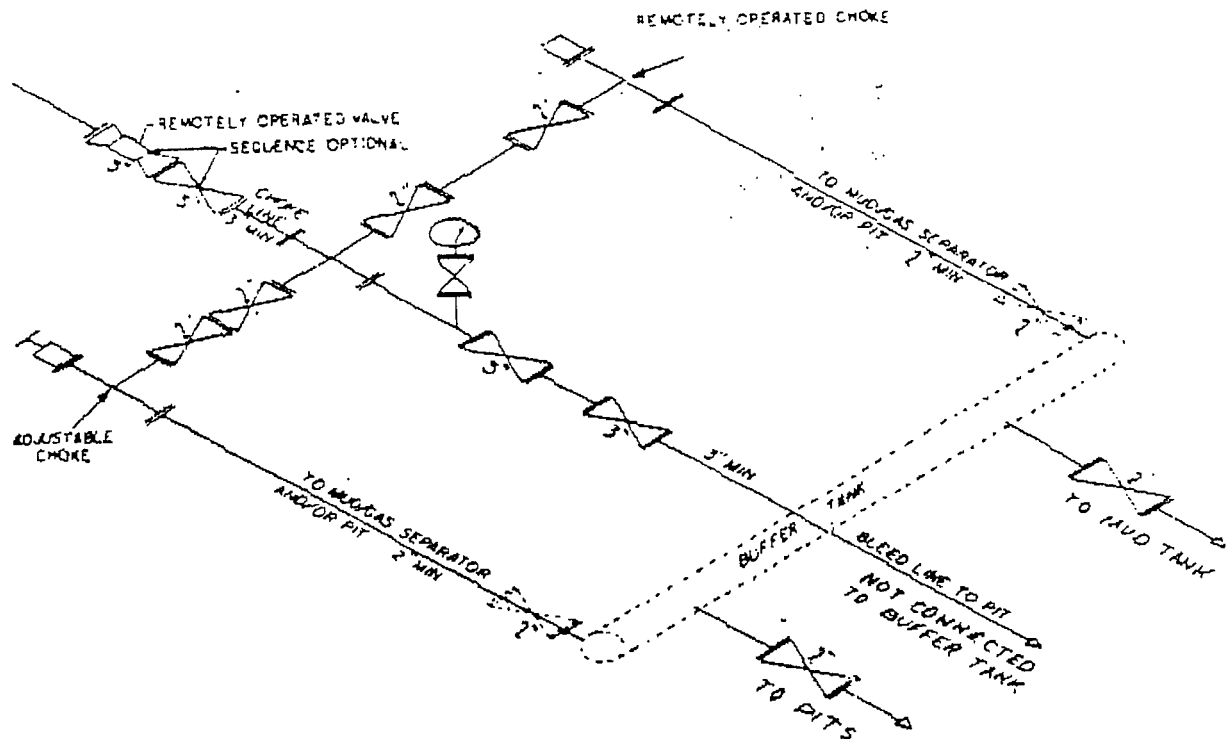 REMOTELY OPERATED CHOKE
REMOTELY OPERATED VALVE
SEQUENCE OPTIONAL
3"
3"
CHOKE
LINE
3 MIN
2"
2"
2"
2"
3"
3"
3" MIN
ADJUSTABLE
CHOKE
TO MUD/GAS SEPARATOR
AND/OR PIT
2" MIN
2"
TO MUD/GAS SEPARATOR
AND/OR PIT
2" MIN
2"
BUFFER TANK
BLEED LINE TO PIT
NOT CONNECTED
TO BUFFER TANK
TO MUD TANK
TO PITS